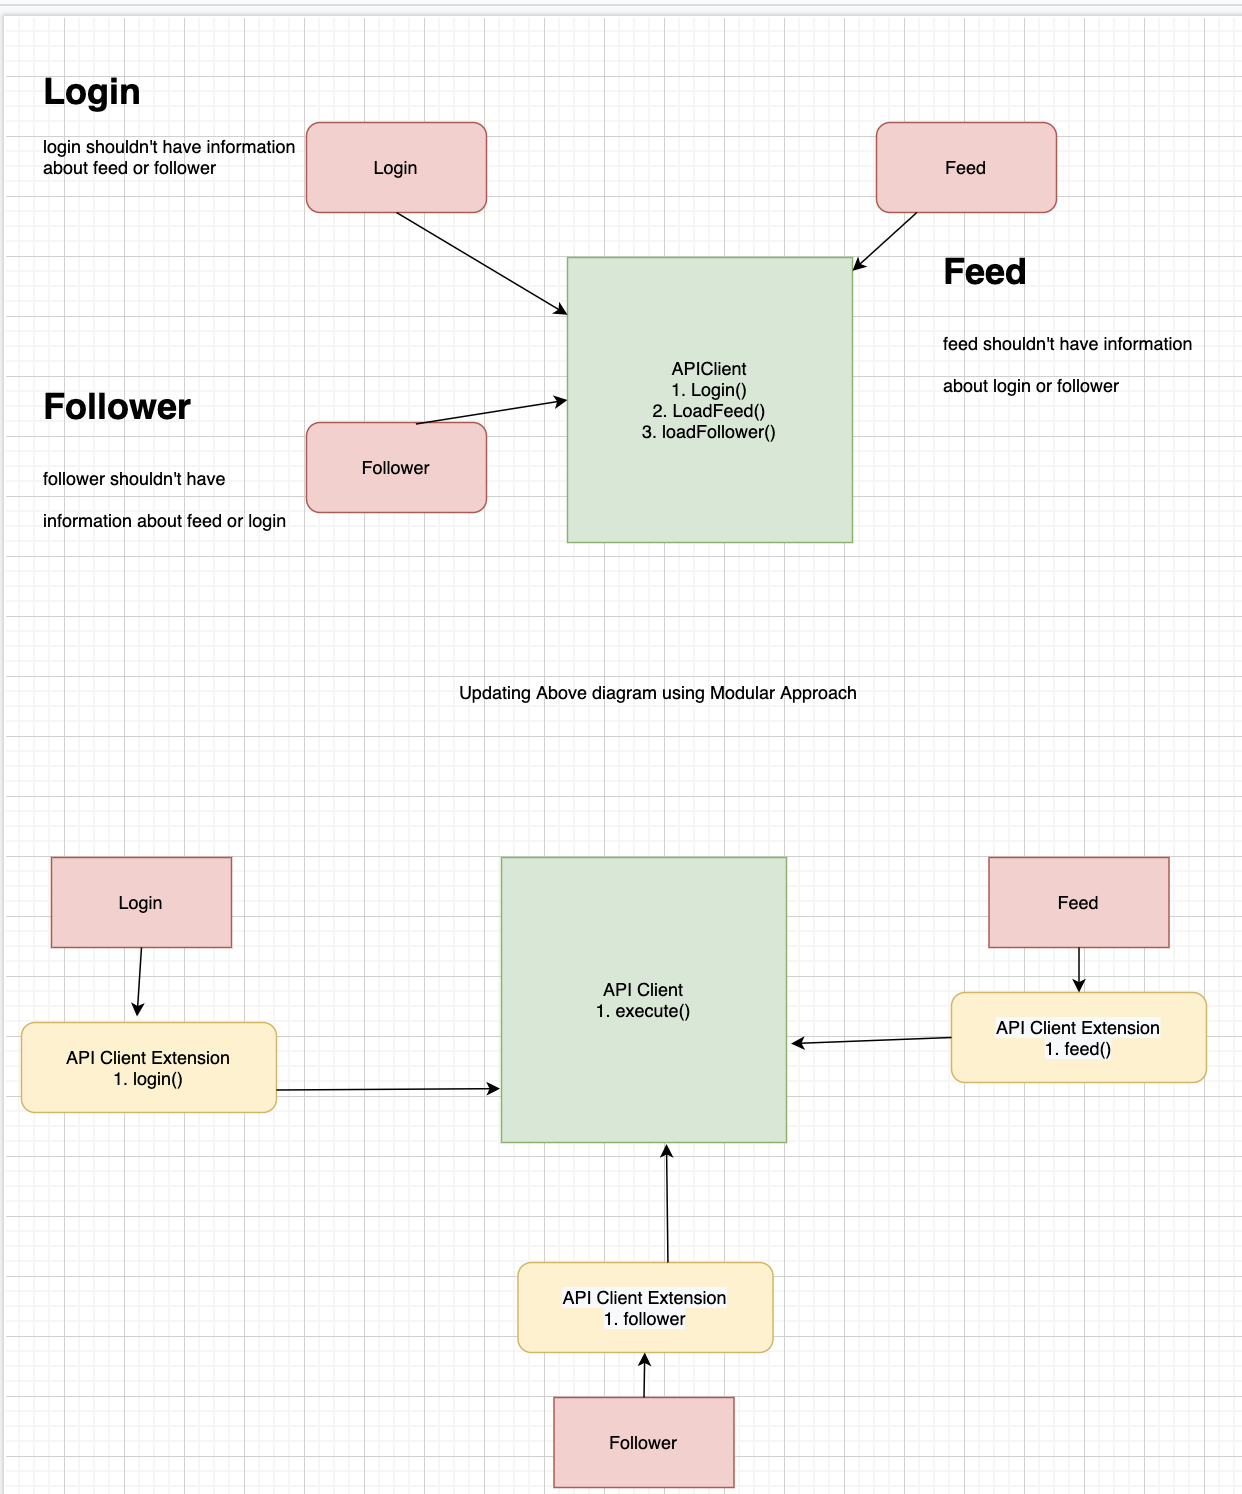 Login
login shouldn't have information
about feed or follower
Login
Feed
Feed
feed shouldn't have information
about login or follower
APIClient
1. Login()
2. LoadFeed()
3. loadFollower()
Follower
follower shouldn't have
information about feed or login
Follower
Updating Above diagram using Modular Approach
Login
API Client
1. execute()
Feed
API Client Extension
1. login()
API Client Extension
1. feed()
API Client Extension
1. follower
Follower